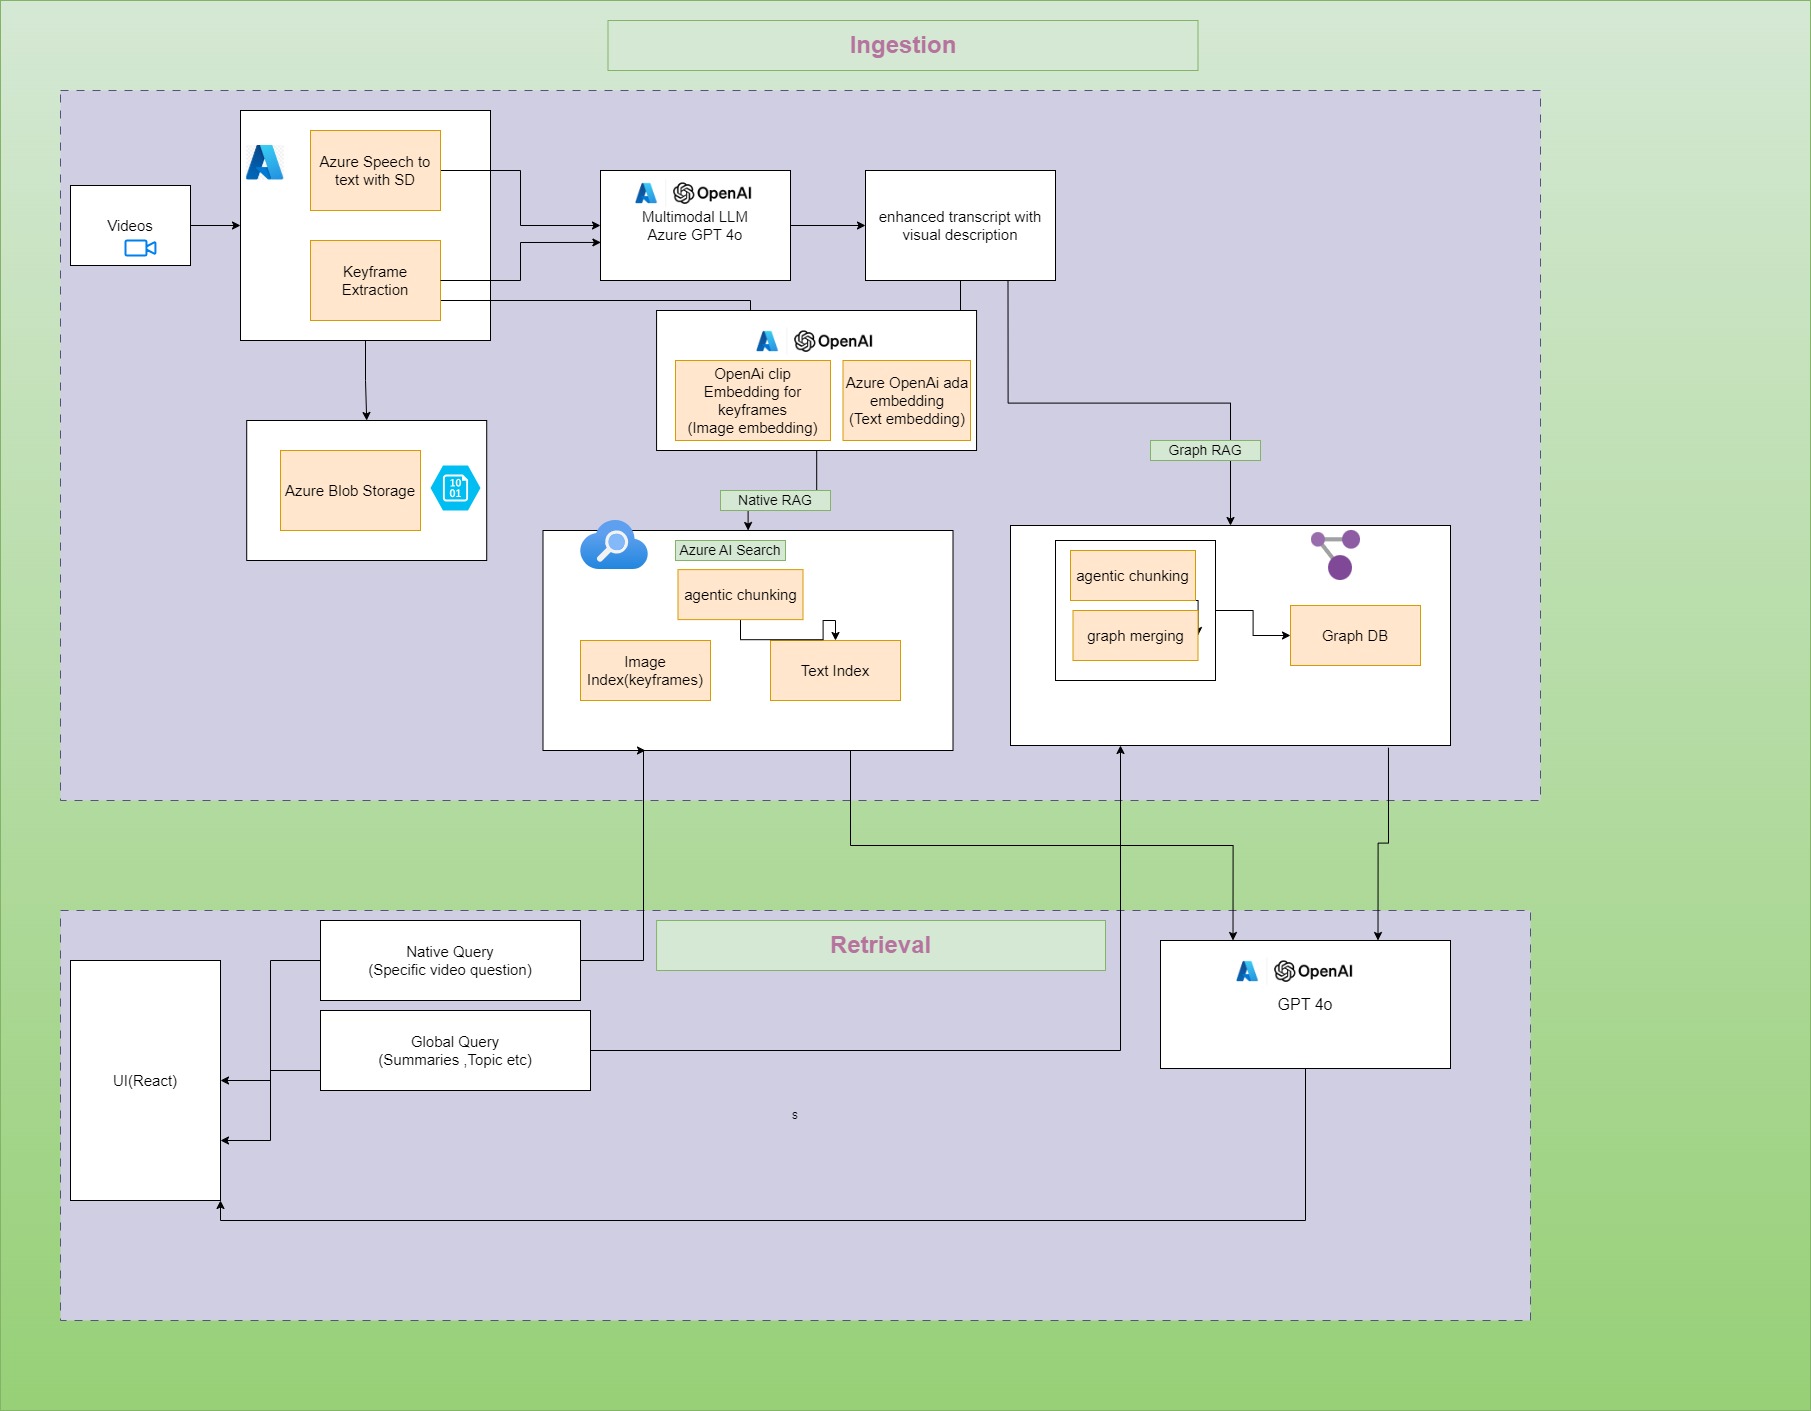 Ingestion
Azure Speech to
text with SD
Videos
Keyframe
Extraction
OpenAI
Multimodal LLM
Azure GPT 4o
enhanced transcript with
visual description
OpenAI
OpenAi clip
Embedding for
keyframes
(Image embedding)
Azure OpenAi ada
embedding
(Text embedding)
Graph RAG
Azure Blob Storage
10
01
Native RAG
Azure AI Search
agentic chunking
Image
Index(keyframes)
Text Index
agentic chunking
graph merging
Graph DB
Retrieval
Native Query
(Specific video question)
Global Query
(Summaries ,Topic etc)
UI(React)
OpenAI
GPT 4o
s